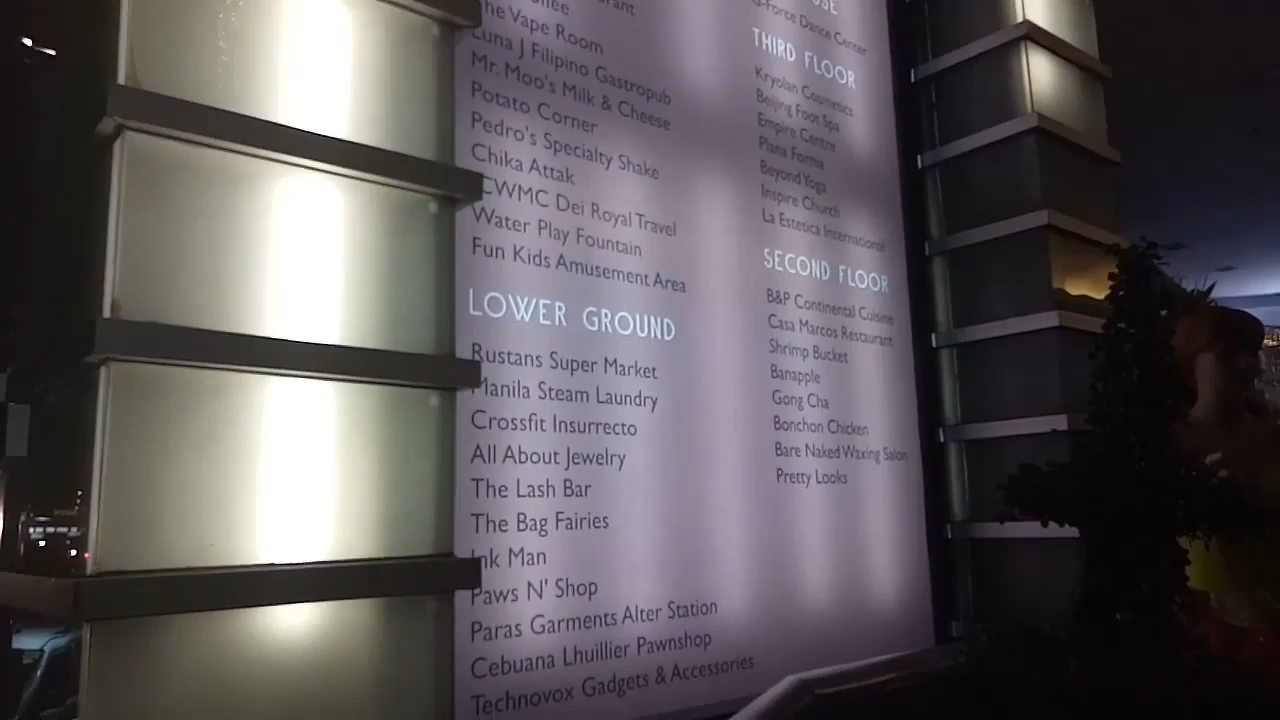 The Vape Room
Luna J Filipino Gastropub
Mr. Moo's Milk & Cheese
Potato Corner
Pedro's Specialty Shake
Chika Attak
CWMC Dei Royal Travel
Water Play Fountain
Fun Kids Amusement Area
LOWER GROUND
Rustans Super Market
Manila Steam Laundry
Crossfit Insurrecto
All About Jewelry
The Lash Bar
The Bag Fairies
Ink Man
Paws N' Shop
Paras Garments Alter Station
Cebuana Lhuillier Pawnshop
Technovox Gadgets & Accessories
G-Force Dance Center
THIRD FLOOR
Kryolan Cosmetics
Beijing Foot Spa
Empire Centre
Plana Forma
Beyond Yoga
Inspire Church
La Estetica International
SECOND FLOOR
B&P Continental Cuisine
Casa Marcos Restaurant
Shrimp Bucket
Banapple
Gong Cha
Bonchon Chicken
Bare Naked Waxing Salon
Pretty Looks